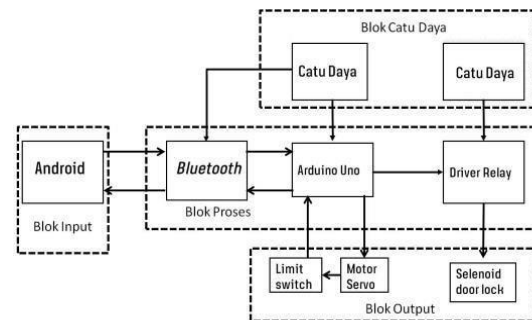 Blok Catu Daya
Catu Daya
Catu Daya
Android
Bluetooth
Arduino Uno
Driver Relay
Blok Input
Blok Proses
Limit
switch
Motor
Servo
Selenoid
door lock
Blok Output